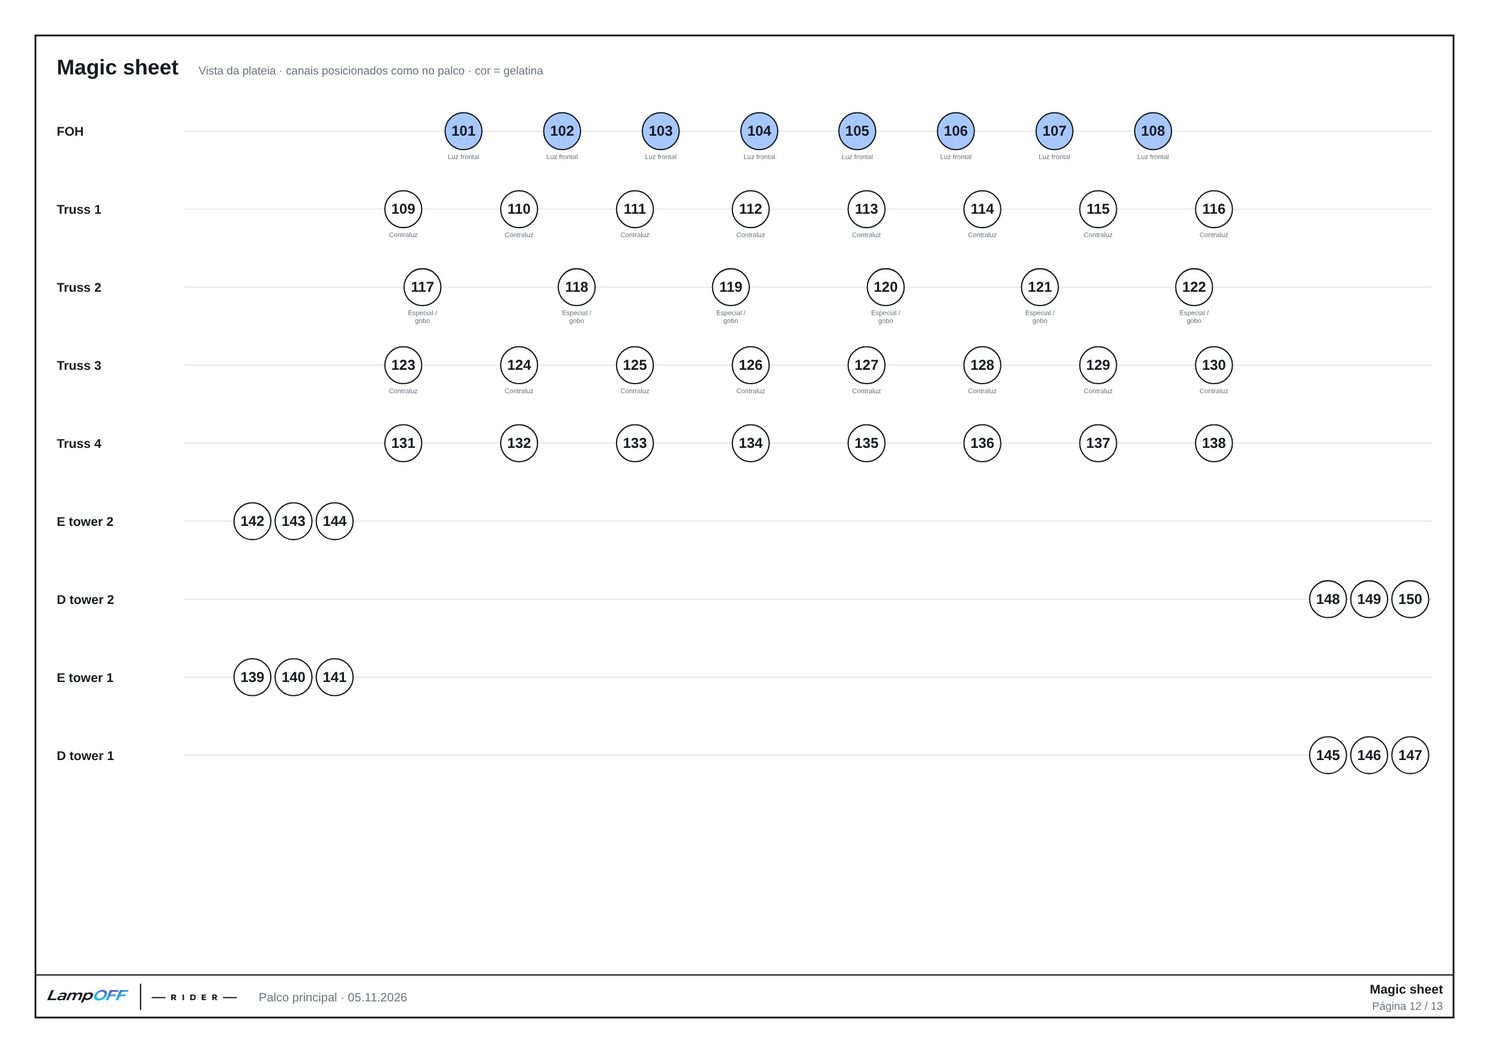 Magic sheet Vista da plateia · canais posicionados como no palco · cor = gelatina
FOH 101 102 103 104 105 106 107 108
Luz frontal Luz frontal Luz frontal Luz frontal Luz frontal Luz frontal Luz frontal Luz frontal
Truss 1 109 110 111 112 113 114 115 116
Contraluz Contraluz Contraluz Contraluz Contraluz Contraluz Contraluz Contraluz
Truss 2 117 118 119 120 121 122
Especial / Especial / Especial / Especial / Especial / Especial /
gobo gobo gobo gobo gobo gobo
Truss 3 123 124 125 126 127 128 129 130
Contraluz Contraluz Contraluz Contraluz Contraluz Contraluz Contraluz Contraluz
Truss 4 131 132 133 134 135 136 137 138
E tower 2 142 143 144
D tower 2 148 149 150
E tower 1 139 140 141
D tower 1 145 146 147
LampOFF RIDER Palco principal · 05.11.2026
Magic sheet
Página 12 / 13